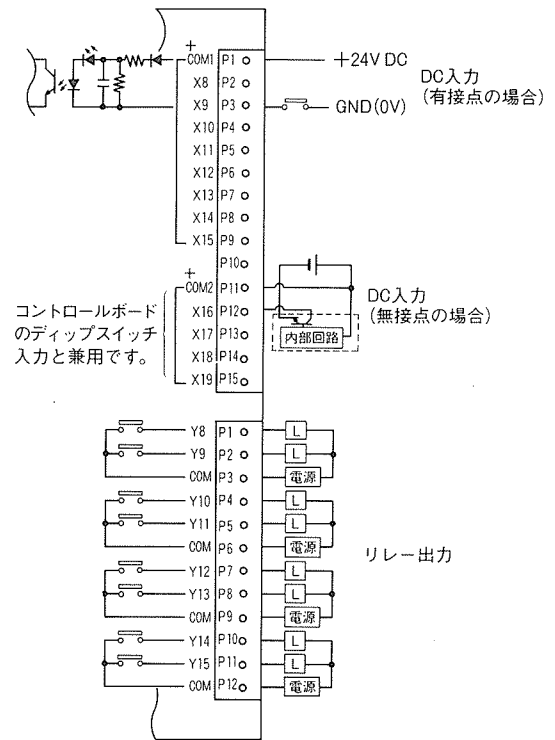 +
COM1 P1 +24V DC
X8 P2
DC入力
(有接点の場合)
X9 P3 GND(0V)
X10 P4
X11 P5
X12 P6
X13 P7
X14 P8
X15 P9
P10
+
COM2 P11
X16 P12
X17 P13
X18 P14
X19 P15
DC入力
(無接点の場合)
内部回路
コントロールボード
のディップスイッチ
入力と兼用です。
Y8 P1 L
Y9 P2 L
COM P3 電源
Y10 P4 L
Y11 P5 L
COM P6 電源
リレー出力
Y12 P7 L
Y13 P8 L
COM P9 電源
Y14 P10 L
Y15 P11 L
COM P12 電源